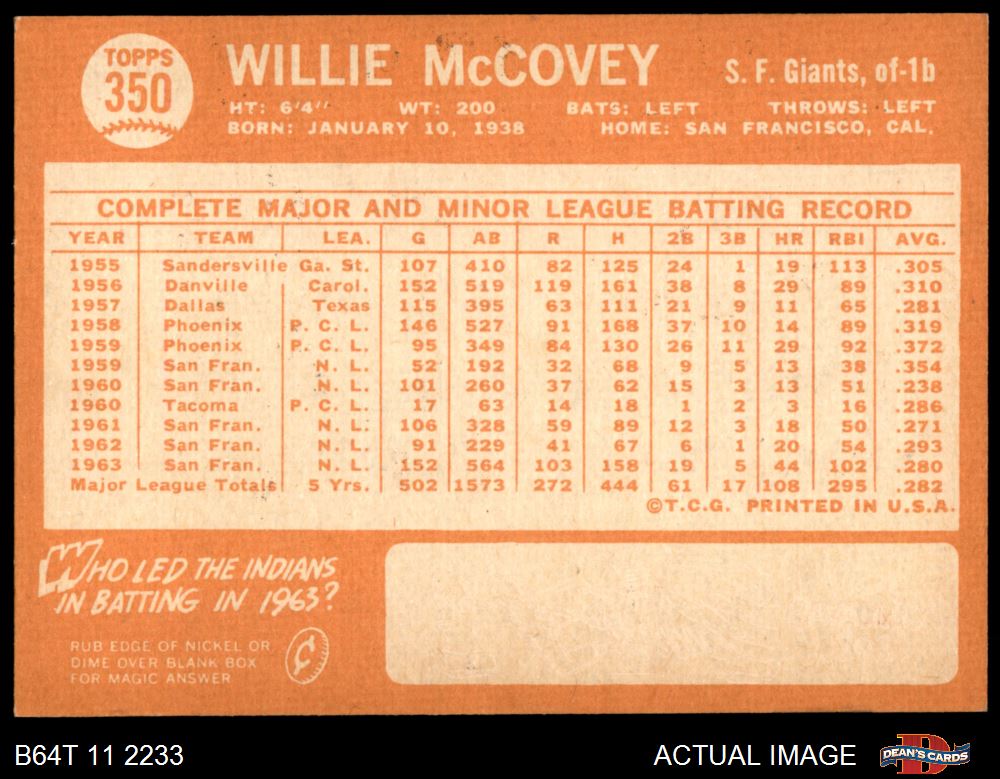 TOPPS
350
WILLIE McCOVEY
S. F. Giants, of-1b
HT: 6'4" WT: 200 BATS: LEFT THROWS: LEFT
BORN: JANUARY 10, 1938 HOME: SAN FRANCISCO, CAL.
COMPLETE MAJOR AND MINOR LEAGUE BATTING RECORD
YEAR TEAM LEA. G AB R H 2B 3B HR RBI AVG.
1955 Sandersville Ga. St. 107 410 82 125 24 1 19 113 .305
1956 Danville Carol. 152 519 119 161 38 8 29 89 .310
1957 Dallas Texas 115 395 63 111 21 9 11 65 .281
1958 Phoenix P. C. L. 146 527 91 168 37 10 14 89 .319
1959 Phoenix P. C. L. 95 349 84 130 26 11 29 92 .372
1959 San Fran. N. L. 52 192 32 68 9 5 13 38 .354
1960 San Fran. N. L. 101 260 37 62 15 3 13 51 .238
1960 Tacoma P. C. L. 17 63 14 18 1 2 3 16 .286
1961 San Fran. N. L. 106 328 59 89 12 3 18 50 .271
1962 San Fran. N. L. 91 229 41 67 6 1 20 54 .293
1963 San Fran. N. L. 152 564 103 158 19 5 44 102 .280
Major League Totals 5 Yrs. 502 1573 272 444 61 17 108 295 .282
©T.C.G. PRINTED IN U.S.A.
WHO LED THE INDIANS
IN BATTING IN 1963?
RUB EDGE OF NICKEL OR
DIME OVER BLANK BOX
FOR MAGIC ANSWER
¢
B64T 11 2233
ACTUAL IMAGE
D
DEAN'S CARDS